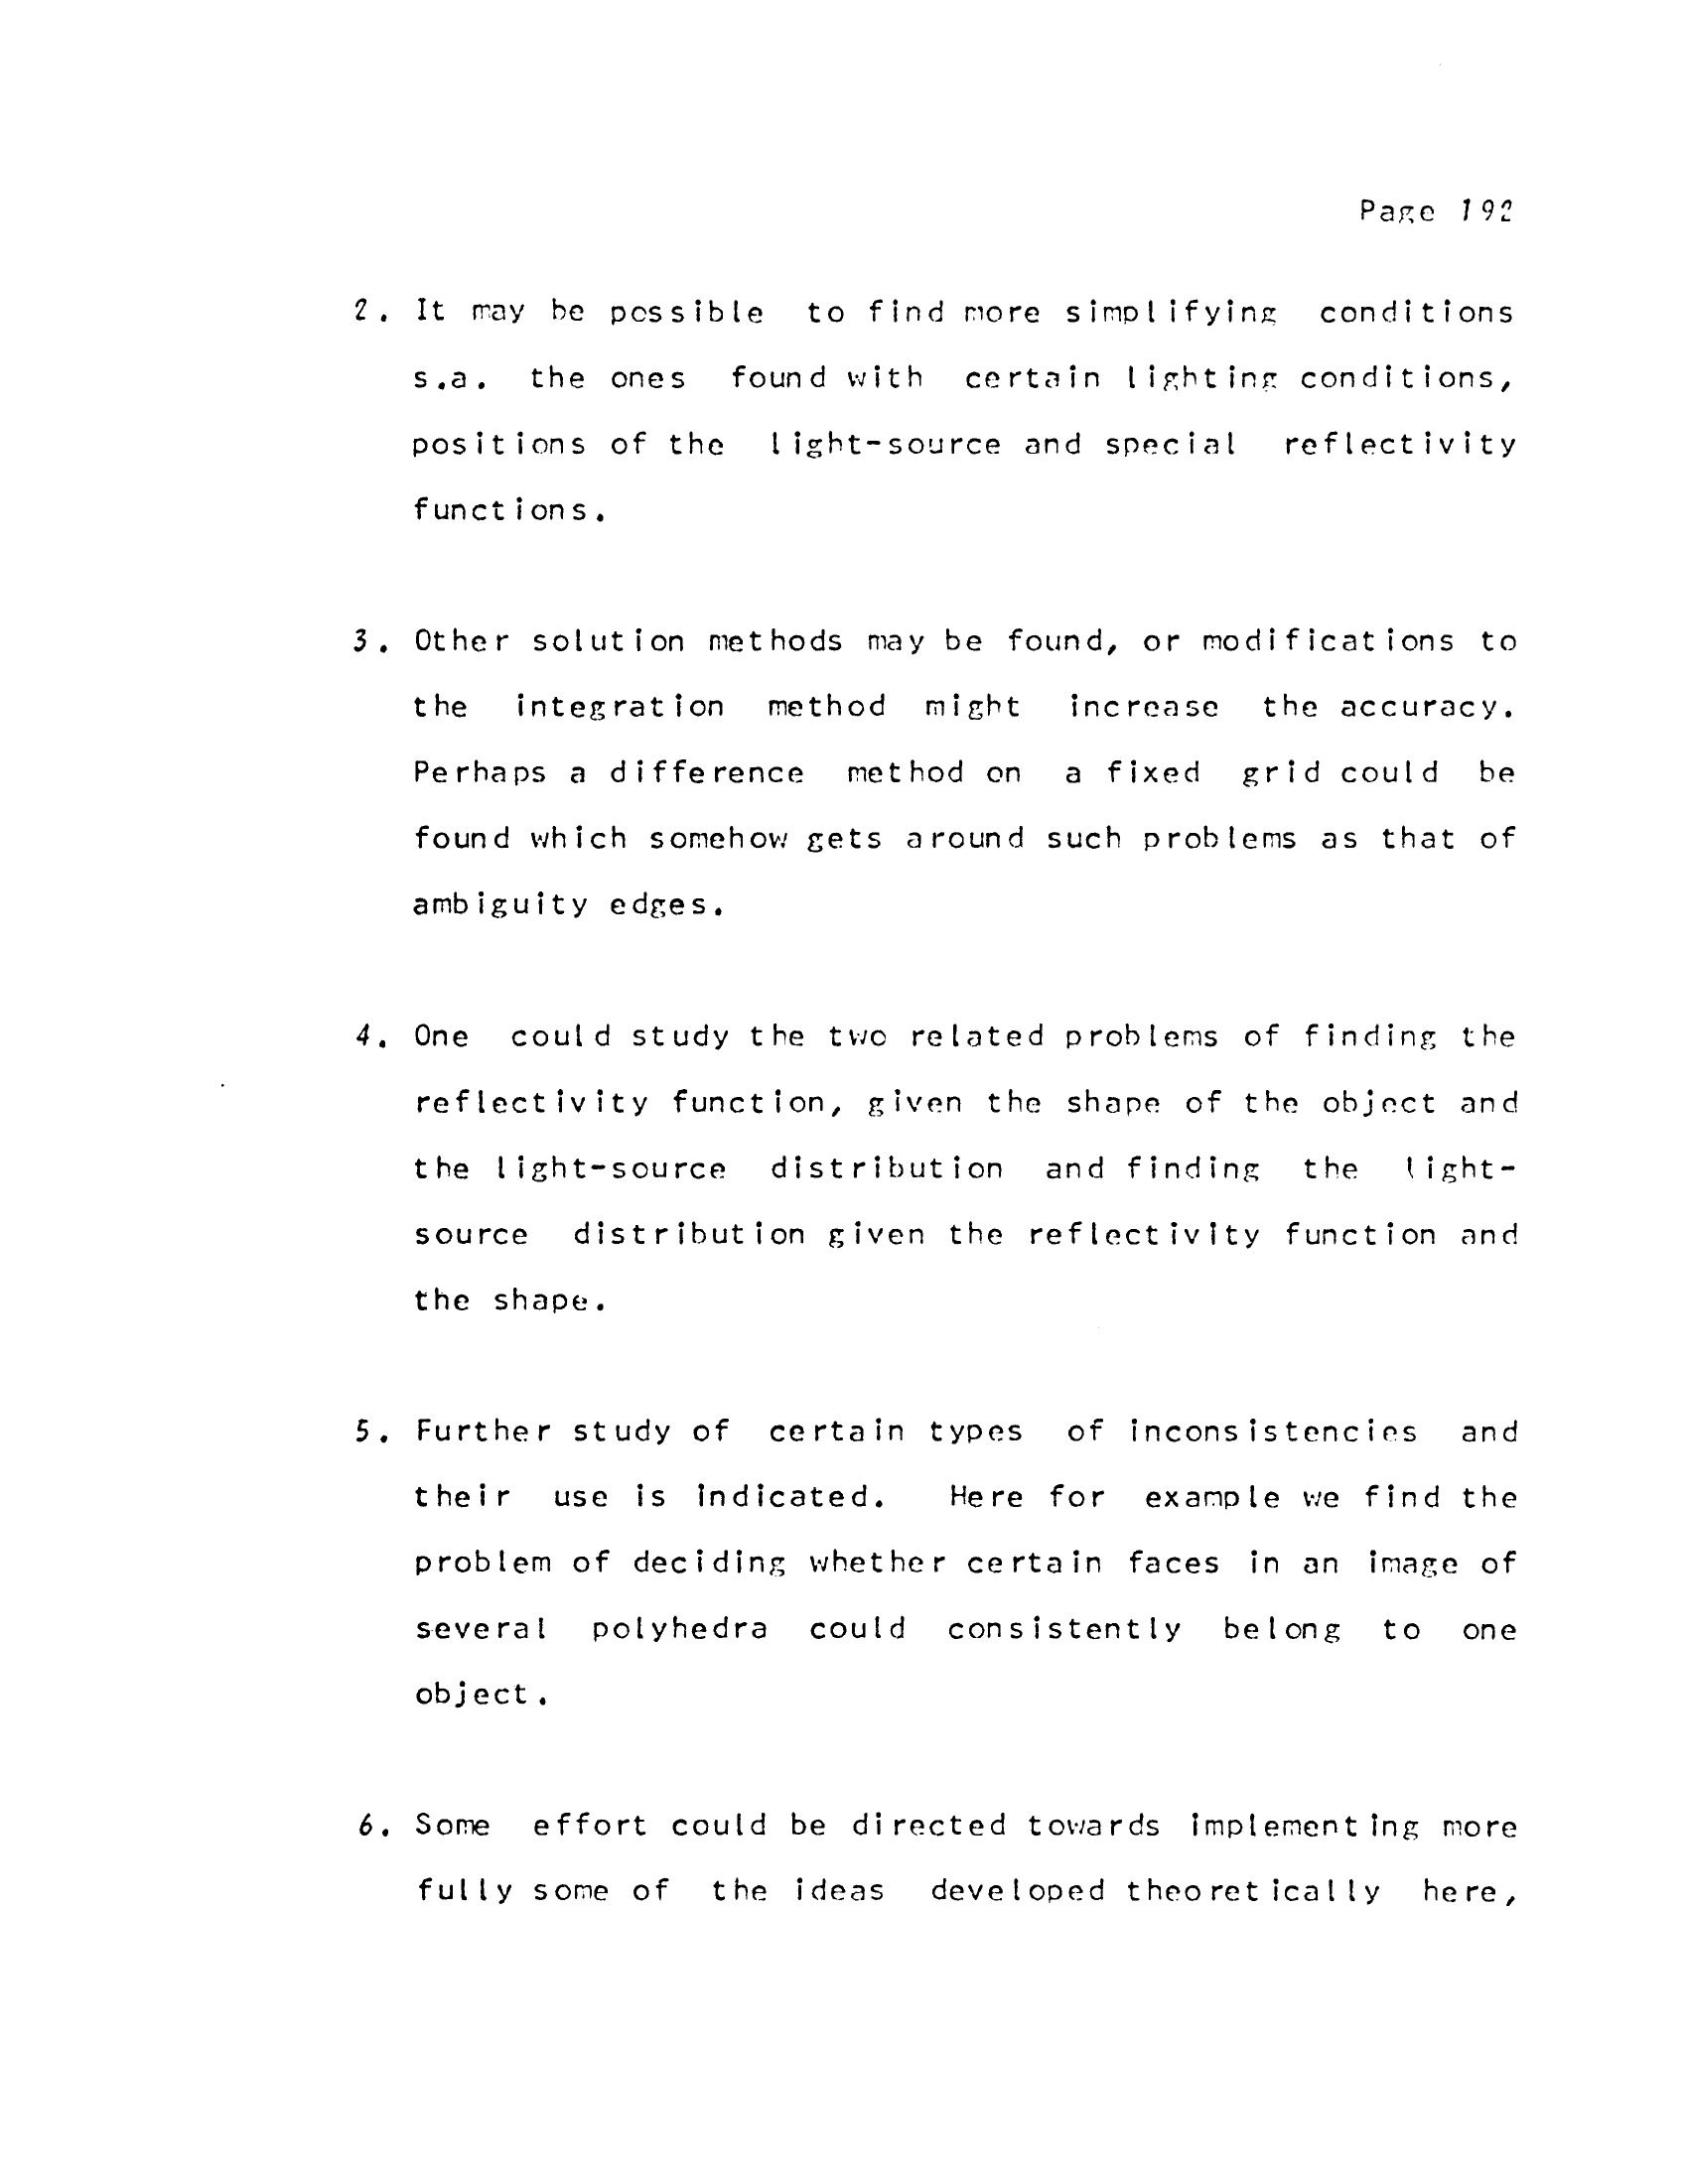 Page 192
2. It may be possible to find more simplifying conditions
s.a. the ones found with certain lighting conditions,
positions of the light-source and special reflectivity
functions.
3. Other solution methods may be found, or modifications to
the integration method might increase the accuracy.
Perhaps a difference method on a fixed grid could be
found which somehow gets around such problems as that of
ambiguity edges.
4. One could study the two related problems of finding the
reflectivity function, given the shape of the object and
the light-source distribution and finding the light-
source distribution given the reflectivity function and
the shape.
5. Further study of certain types of inconsistencies and
their use is indicated. Here for example we find the
problem of deciding whether certain faces in an image of
several polyhedra could consistently belong to one
object.
6. Some effort could be directed towards implementing more
fully some of the ideas developed theoretically here,